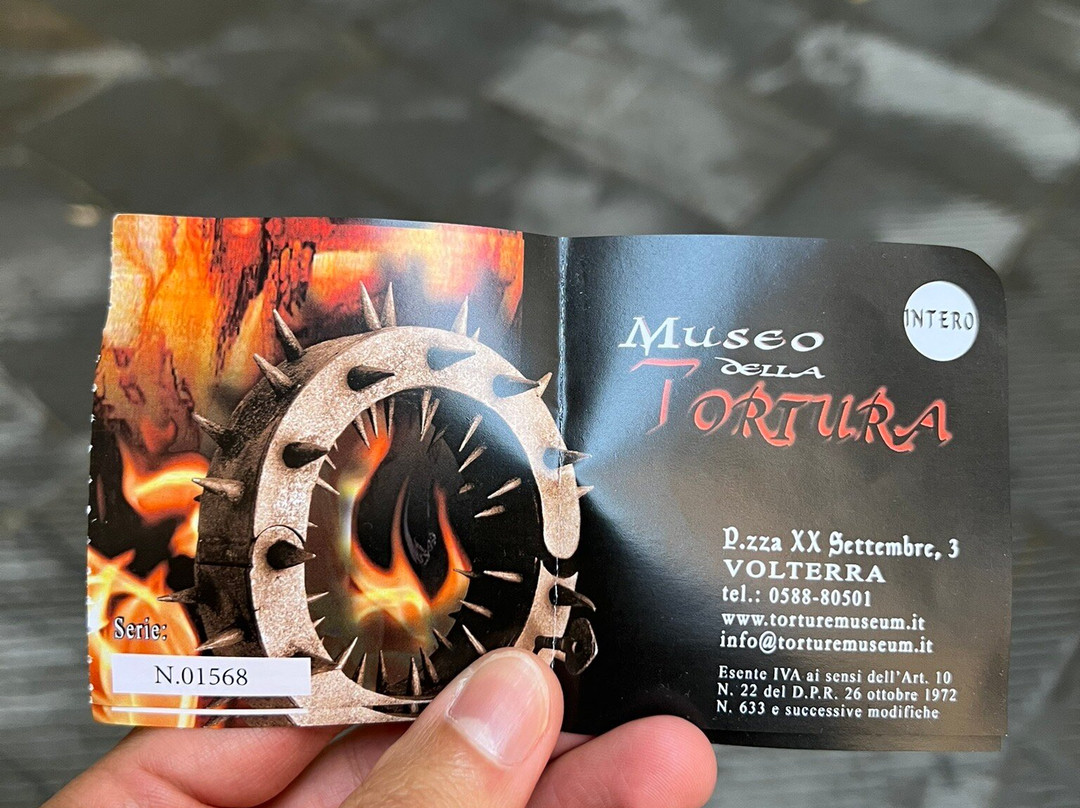 Serie:
N.01568
INTERO
MUSEO
DELLA
TORTURA
P.zza XX Settembre, 3
VOLTERRA
tel.: 0588-80501
www.torturemuseum.it
info@torturemuseum.it
Esente IVA ai sensi dell'Art. 10
N. 22 del D.P.R. 26 ottobre 1972
N. 633 e successive modifiche